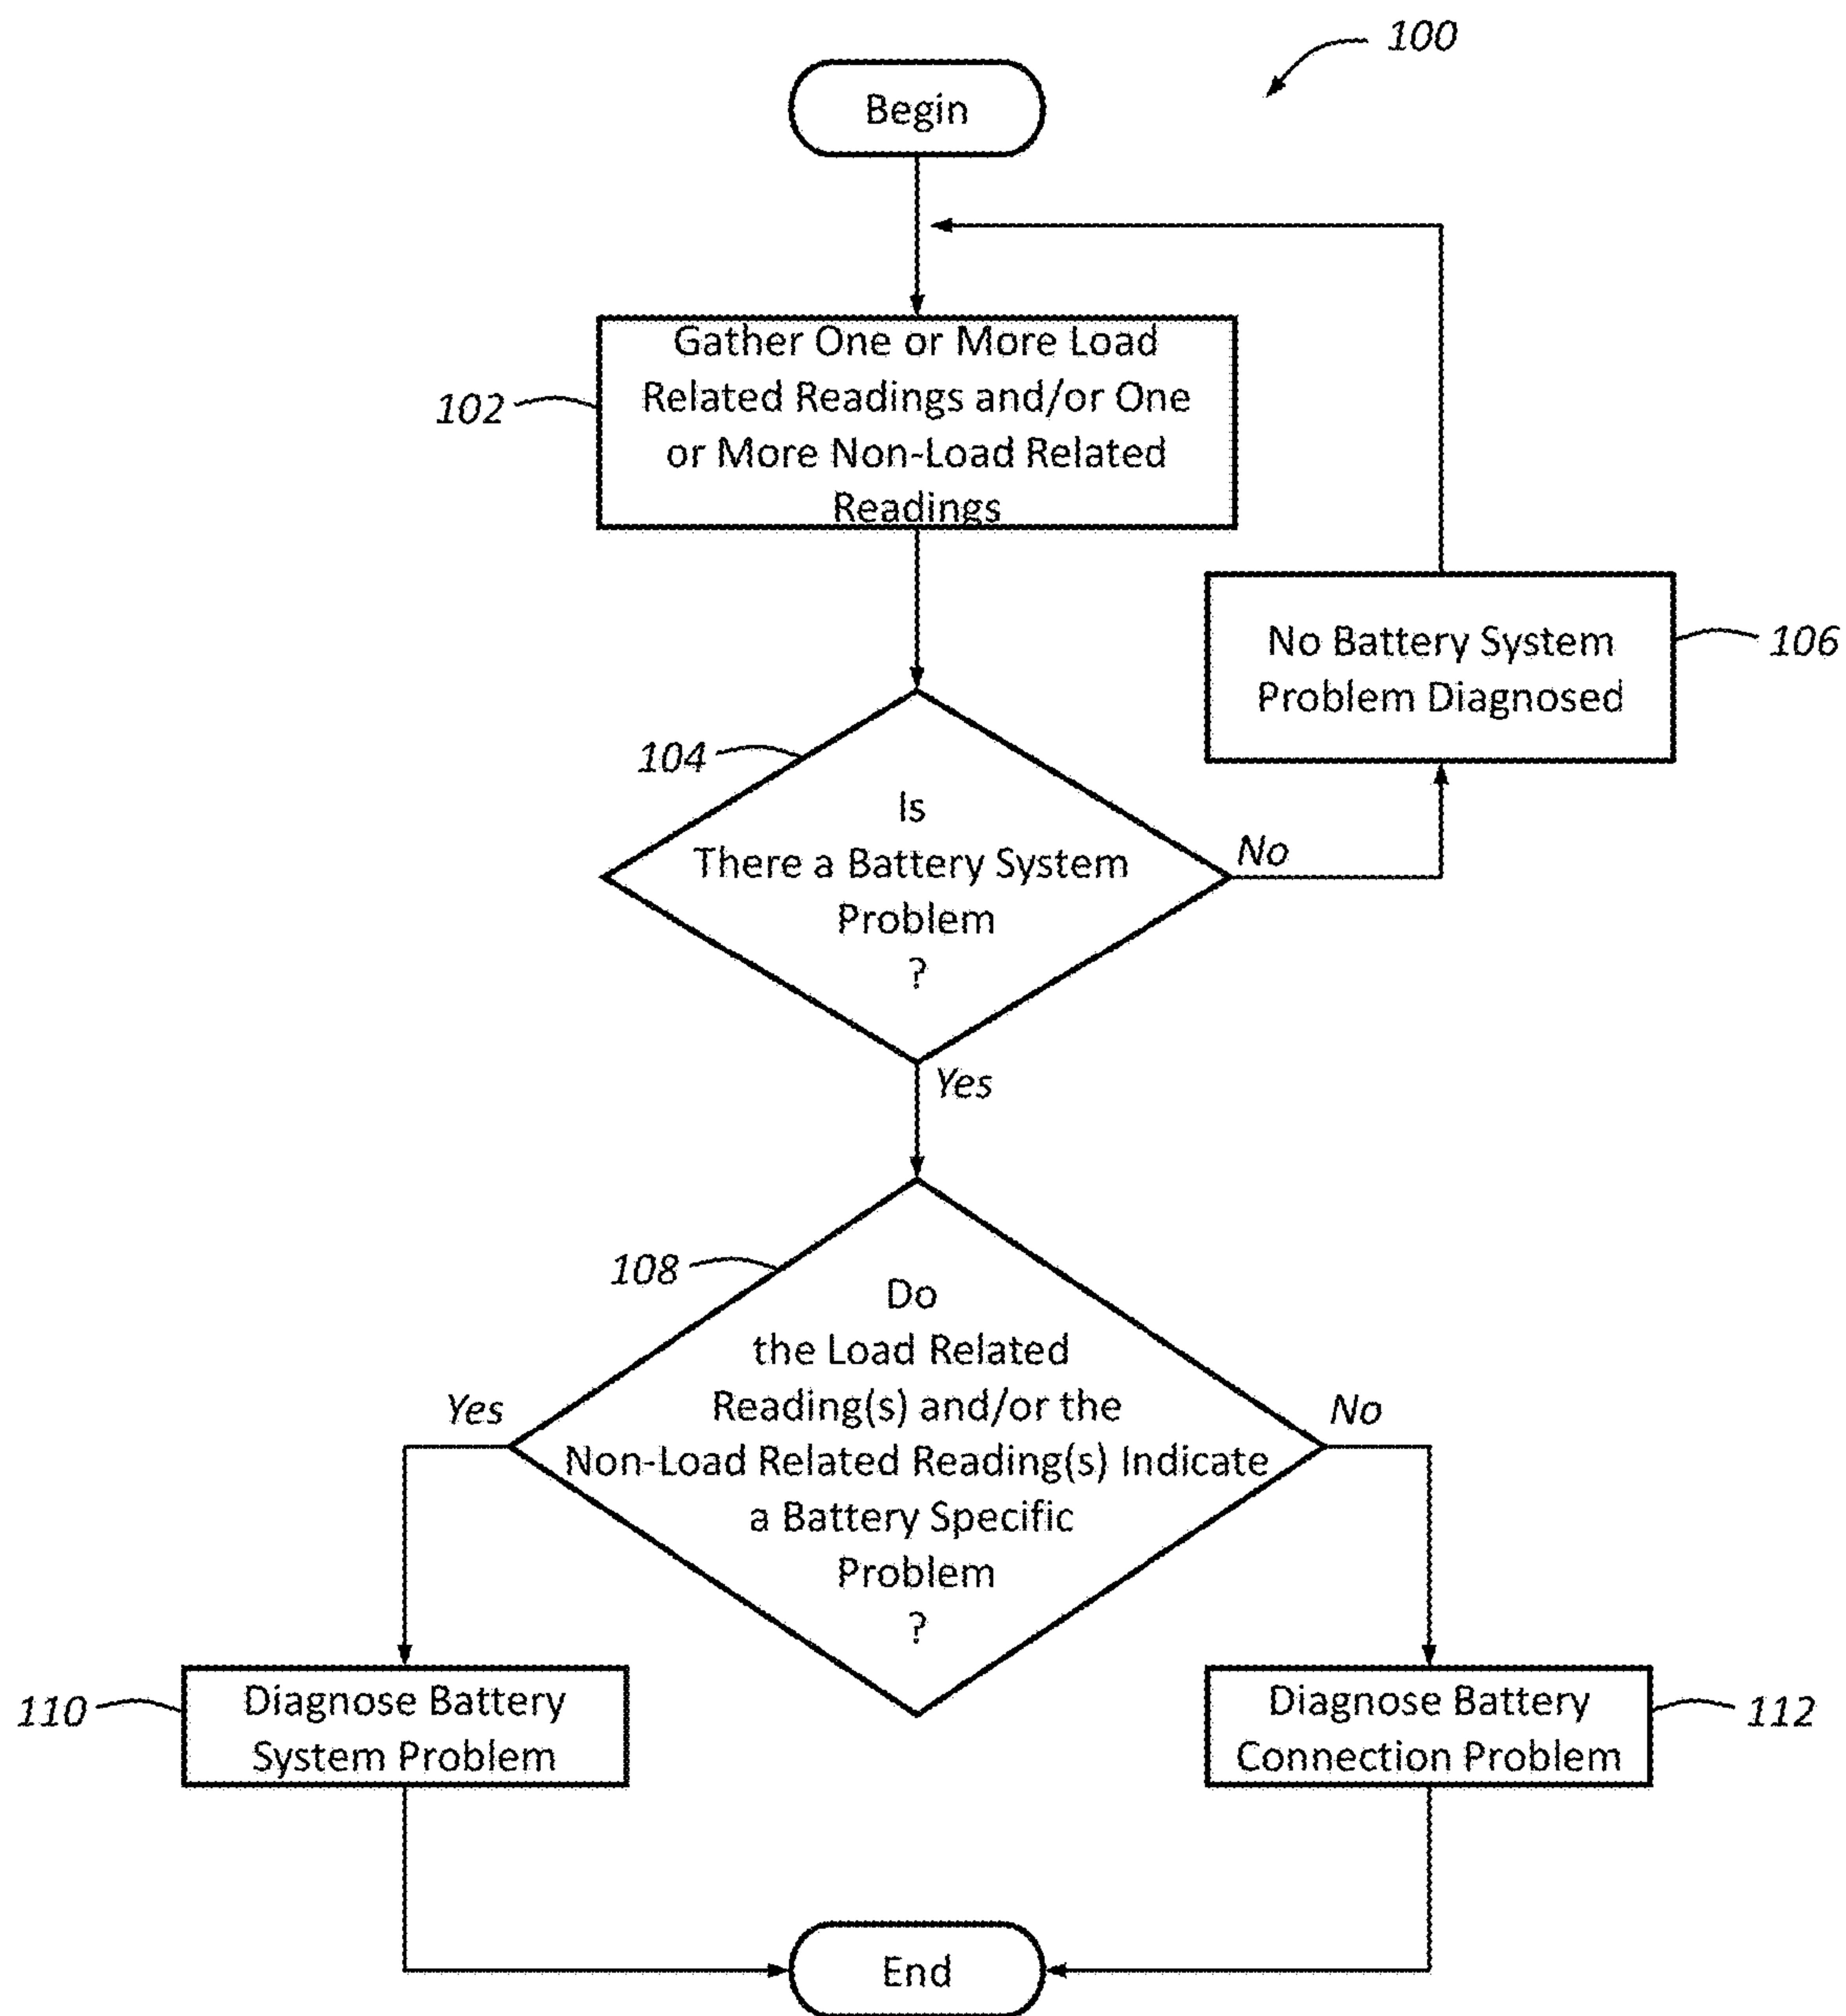 100
Begin
Gather One or More Load
Related Readings and/or One
or More Non-Load Related
Readings
102
No Battery System
Problem Diagnosed
106
104
Is
There a Battery System
Problem
?
No
Yes
108
Do
the Load Related
Reading(s) and/or the
Non-Load Related Reading(s) Indicate
a Battery Specific
Problem
?
Yes
No
110
Diagnose Battery
System Problem
Diagnose Battery
Connection Problem
112
End